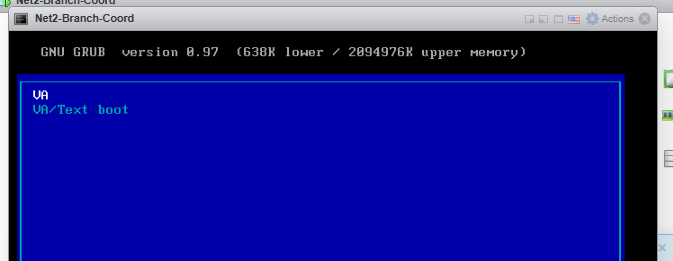 Net2-Branch-Coord
Net2-Branch-Coord Actions
GNU GRUB version 0.97 (638K lower / 2094976K upper memory)
VA
VA/Text boot